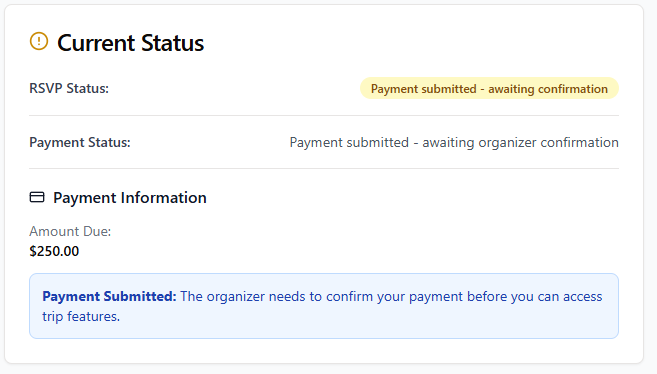 Current Status
RSVP Status:
Payment submitted - awaiting confirmation
Payment Status:
Payment submitted - awaiting organizer confirmation
Payment Information
Amount Due:
$250.00
Payment Submitted: The organizer needs to confirm your payment before you can access
trip features.